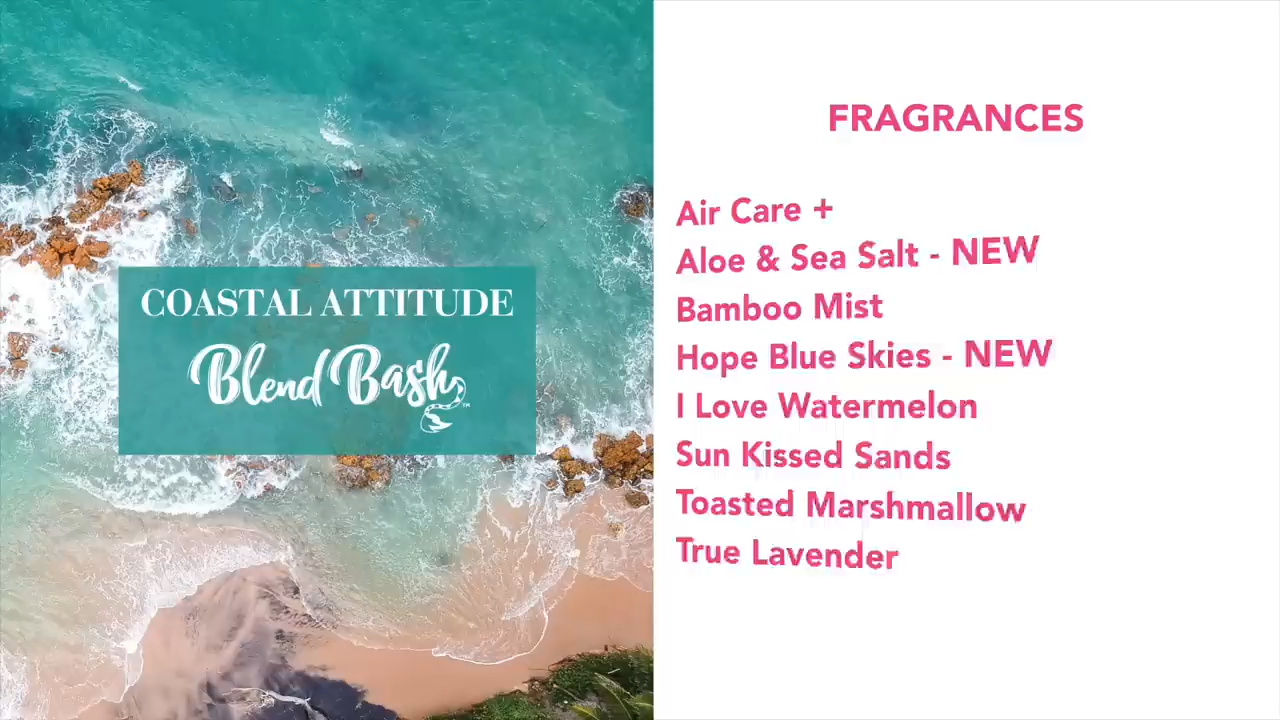 COASTAL ATTITUDE
Blend Bash
™
FRAGRANCES
Air Care +
Aloe & Sea Salt - NEW
Bamboo Mist
Hope Blue Skies - NEW
I Love Watermelon
Sun Kissed Sands
Toasted Marshmallow
True Lavender